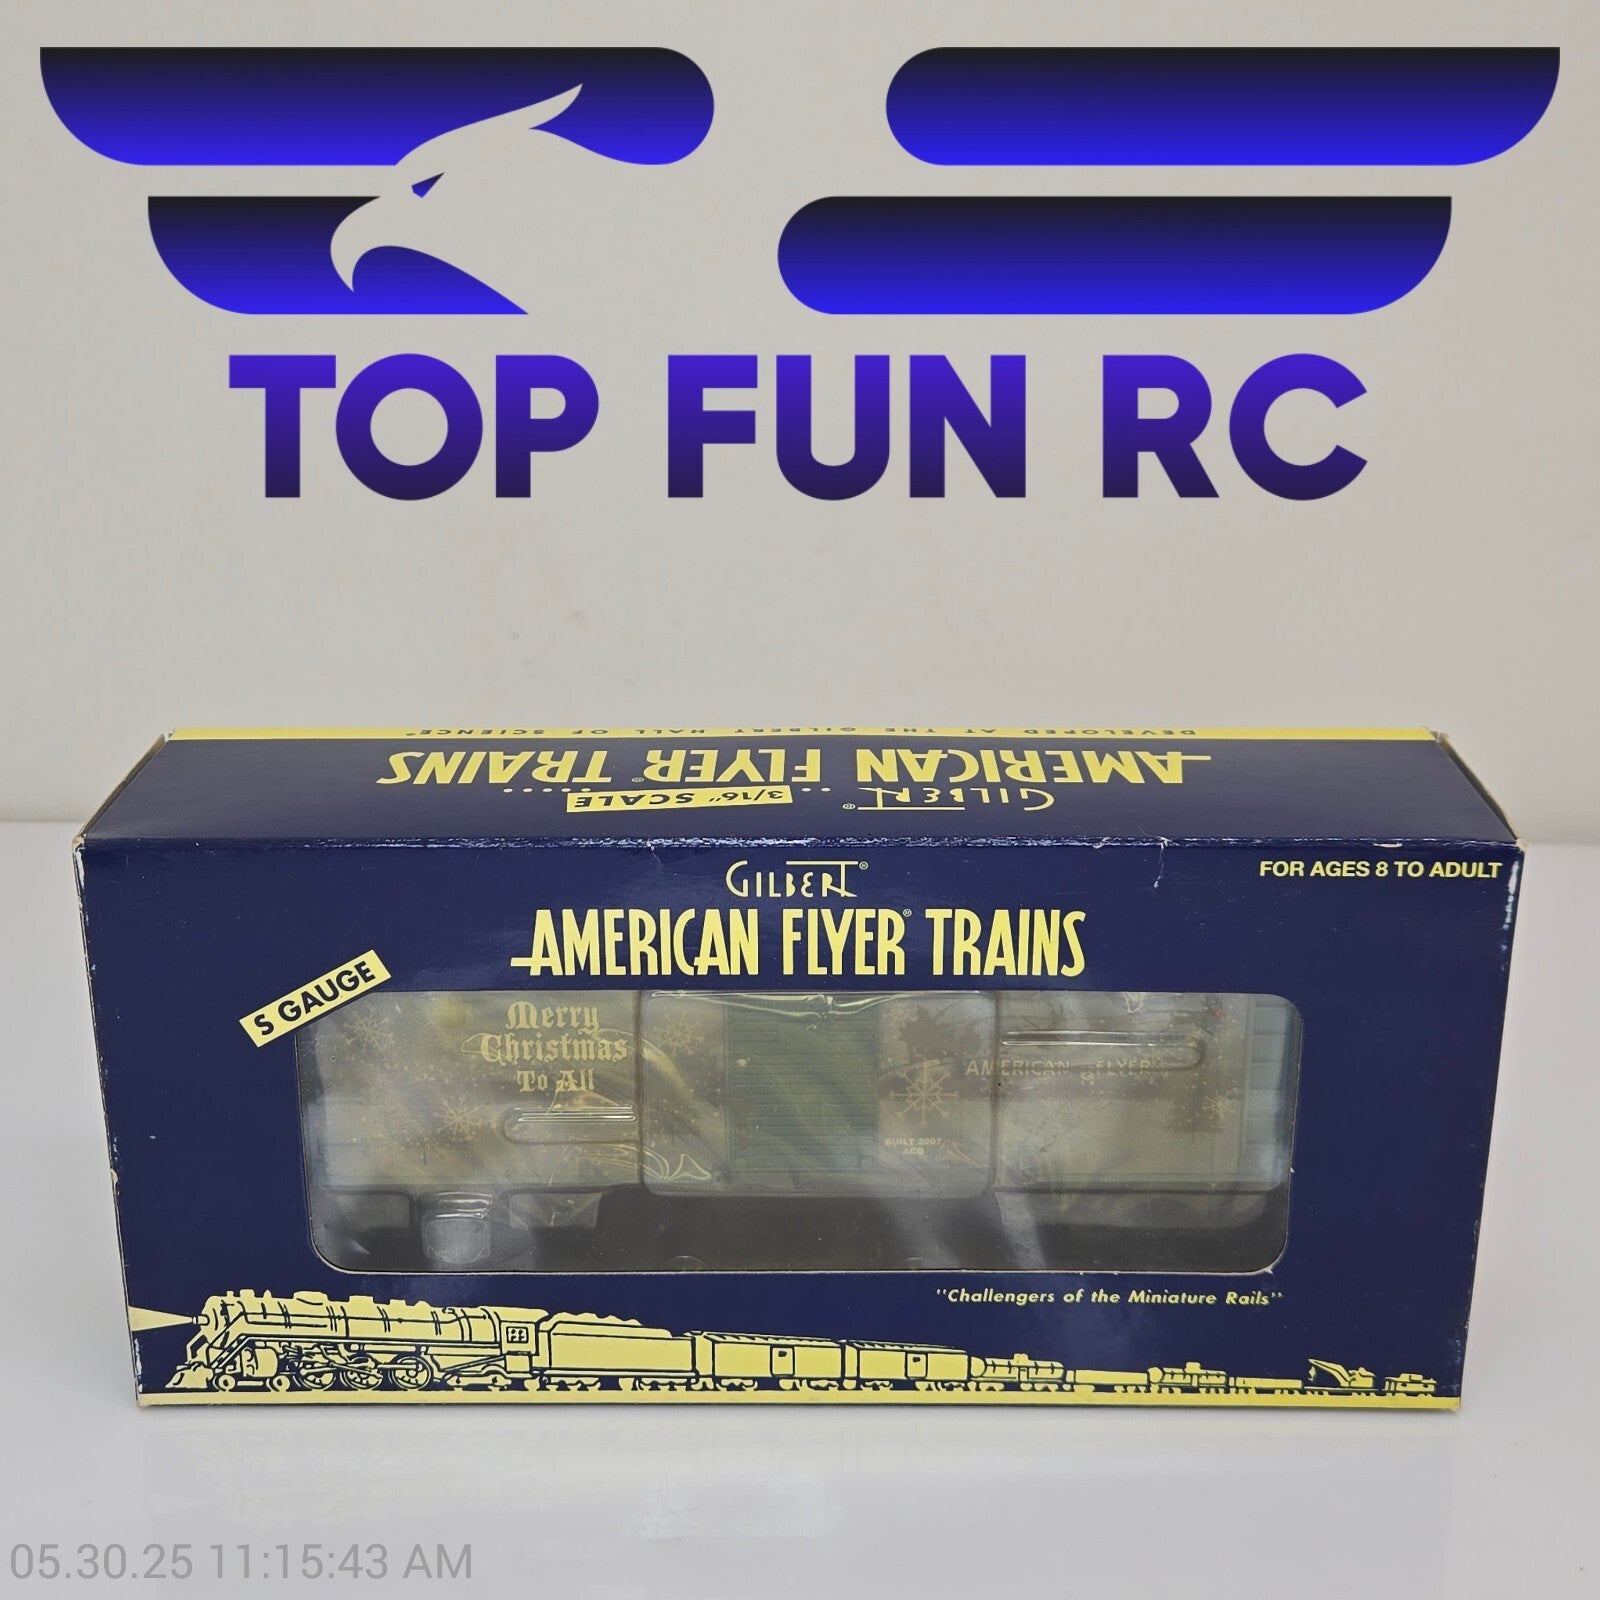 TOP FUN RC
DEVELOPED AT THE GILBERT HALL OF SCIENCE®
AMERICAN FLYER® TRAINS
3/16" SCALE
GILBERT®
GILBERT®
FOR AGES 8 TO ADULT
AMERICAN FLYER® TRAINS
S GAUGE
Merry
Christmas
To All
AMERICAN FLYER
BUILT 2007
ACG
"Challengers of the Miniature Rails"
05.30.25 11:15:43 AM